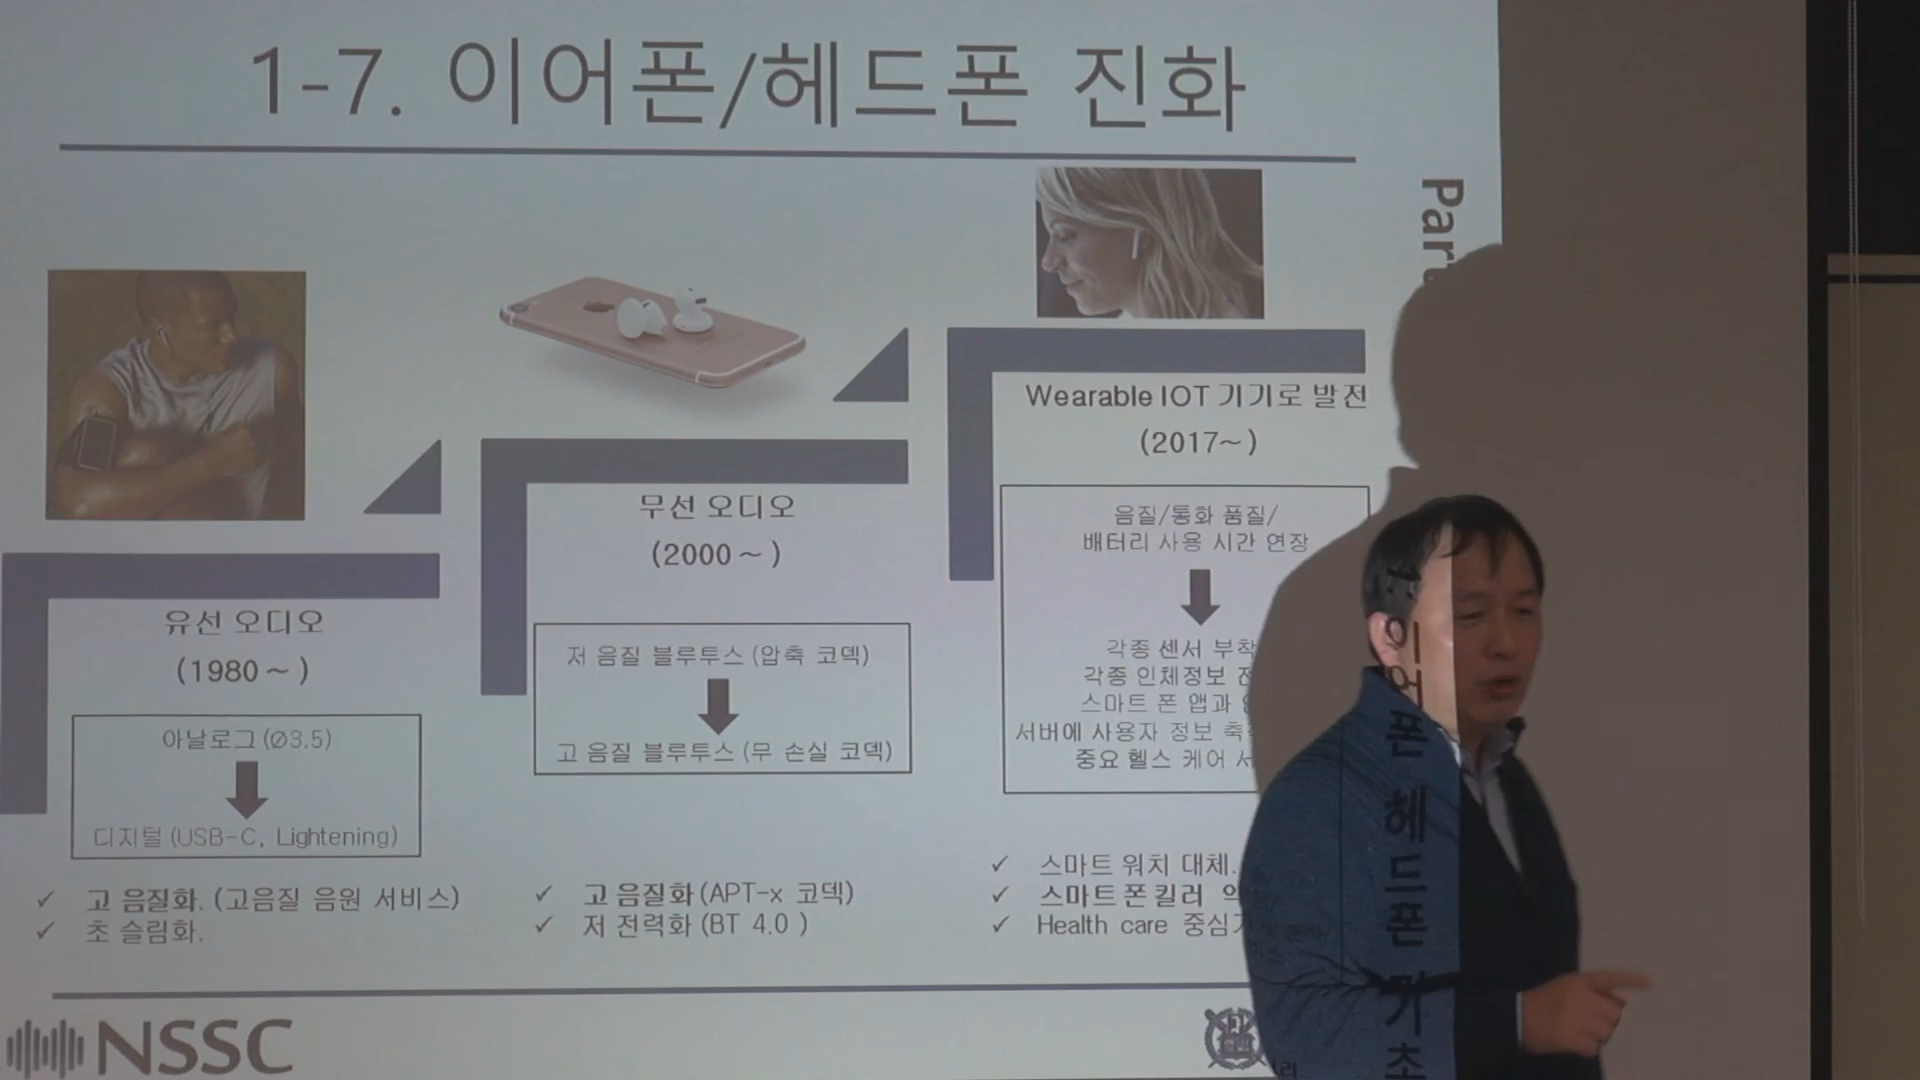 1-7. 이어폰/헤드폰 진화
유선 오디오
(1980 ~ )
아날로그 (Ø3.5)
디지털 (USB-C, Lightening)
✓ 고 음질화. (고음질 음원 서비스)
✓ 초 슬림화.
무선 오디오
(2000 ~ )
저 음질 블루투스 (압축 코덱)
고 음질 블루투스 (무 손실 코덱)
✓ 고 음질화 (APT-x 코덱)
✓ 저 전력화 (BT 4.0 )
Wearable IOT 기기로 발전
(2017~ )
음질/통화 품질/
배터리 사용 시간 연장
각종 센서 부착
각종 인체정보
스마트 폰 앱과
서버에 사용자 정보
중요 헬스 케어
✓ 스마트 워치 대체.
✓ 스마트 폰 킬러
✓ Health care
이어폰 헤드폰 기초
NSSC